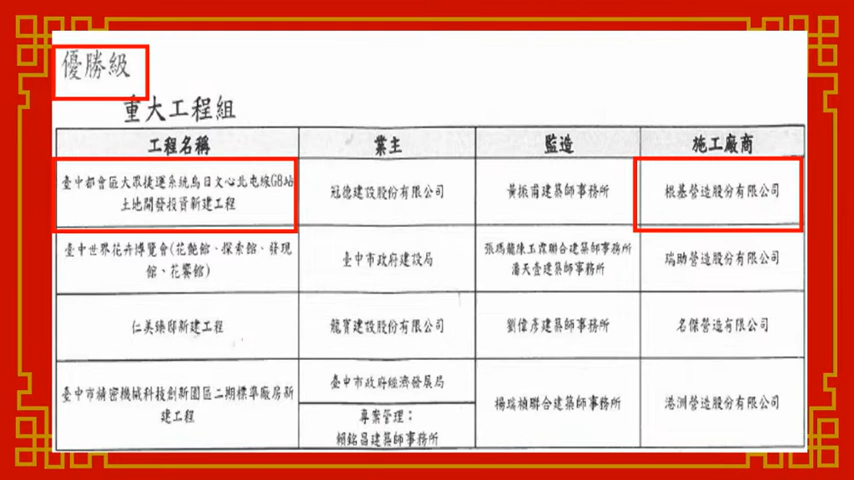 優勝級
重大工程組
工程名稱 業主 監造 施工廠商
臺中都會區大眾捷運系統烏日文心北屯線G8站
土地開發投資新建工程
冠德建設股份有限公司
黃振甫建築師事務所
根基營造股份有限公司
臺中世界花卉博覽會(花艷館、探索館、發現
館、花饗館)
臺中市政府建設局
張瑪龍陳玉霖聯合建築師事務所
潘天壹建築師事務所
瑞助營造股份有限公司
仁美臻邸新建工程
龍寶建設股份有限公司
劉偉彥建築師事務所
名傑營造有限公司
臺中市精密機械科技創新園區二期標準廠房新
建工程
臺中市政府經濟發展局
專案管理：
賴銘昌建築師事務所
楊瑞禎聯合建築師事務所
港洲營造股份有限公司